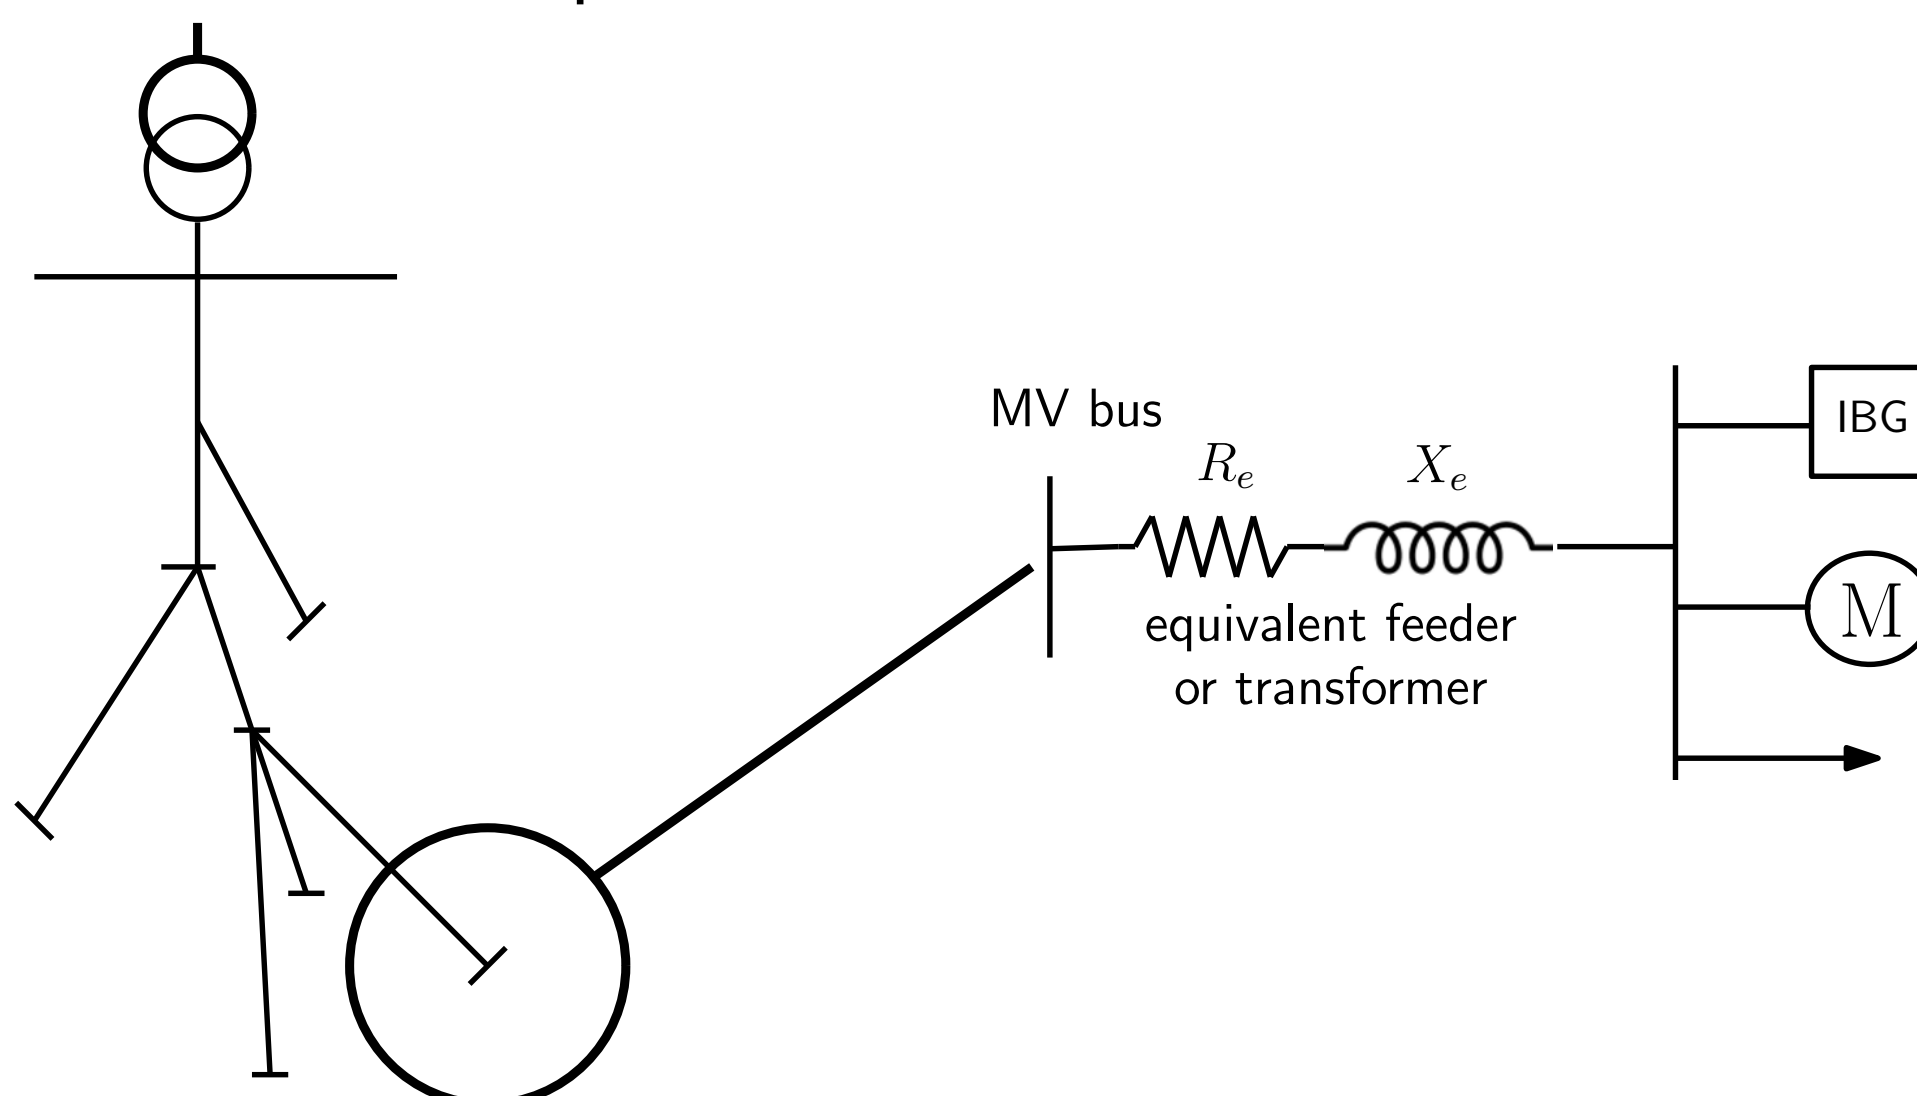 MV bus
R_e
X_e
IBG
equivalent feeder
or transformer
M